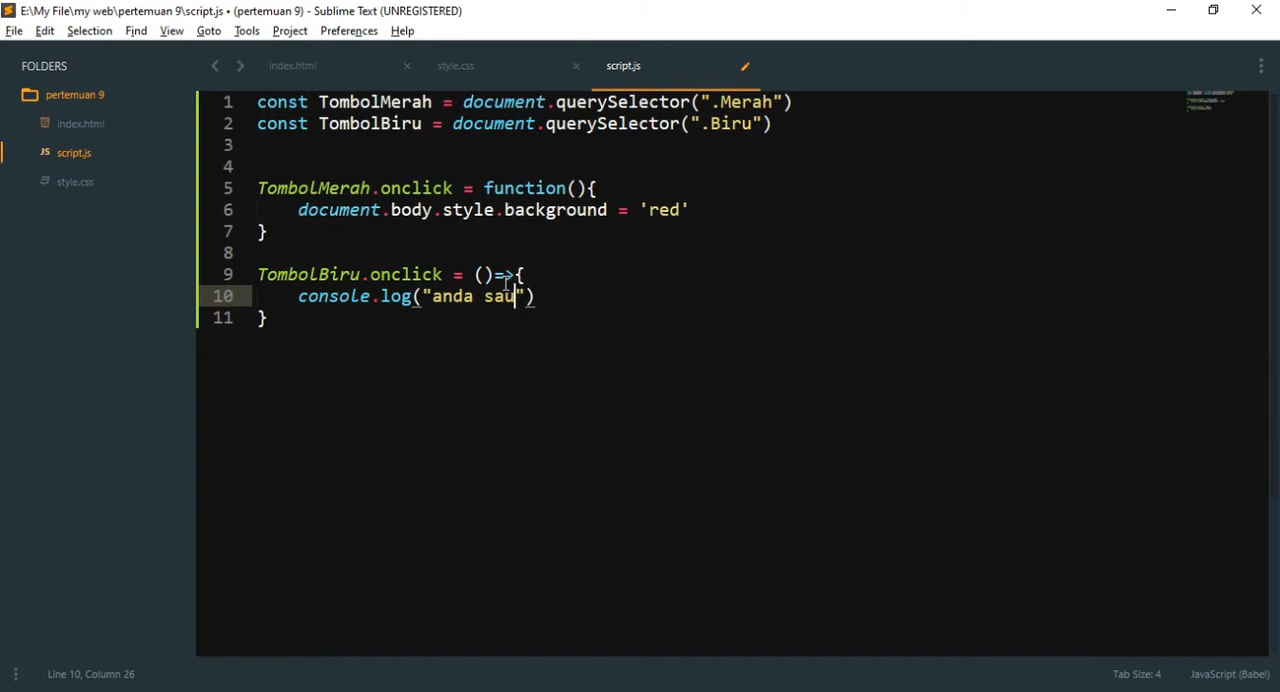 E:\My File\my web\pertemuan 9\script.js • (pertemuan 9) - Sublime Text (UNREGISTERED)
File Edit Selection Find View Goto Tools Project Preferences Help
FOLDERS
pertemuan 9
index.html
JS script.js
style.css
index.html × style.css × script.js
1 const TombolMerah = document.querySelector(".Merah")
2 const TombolBiru = document.querySelector(".Biru")
3
4
5 TombolMerah.onclick = function(){
6 document.body.style.background = 'red'
7 }
8
9 TombolBiru.onclick = ()=>{
10 console.log("anda sau")
11 }
Line 10, Column 26 Tab Size: 4 JavaScript (Babel)